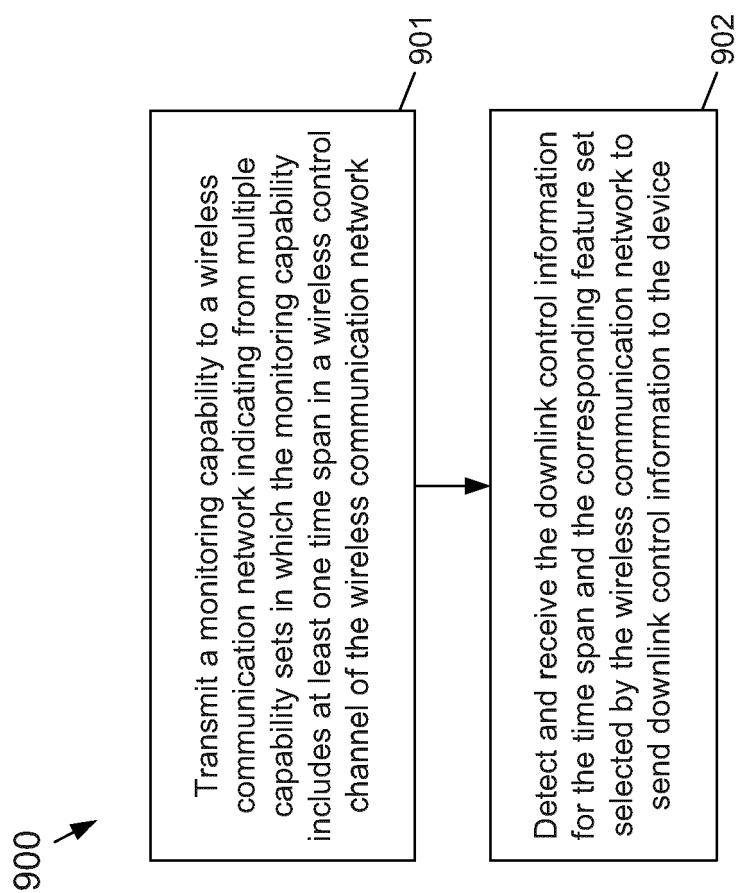 900
Transmit a monitoring capability to a wireless
communication network indicating from multiple
capability sets in which the monitoring capability
includes at least one time span in a wireless control
channel of the wireless communication network
901
Detect and receive the downlink control information
for the time span and the corresponding feature set
selected by the wireless communication network to
send downlink control information to the device
902